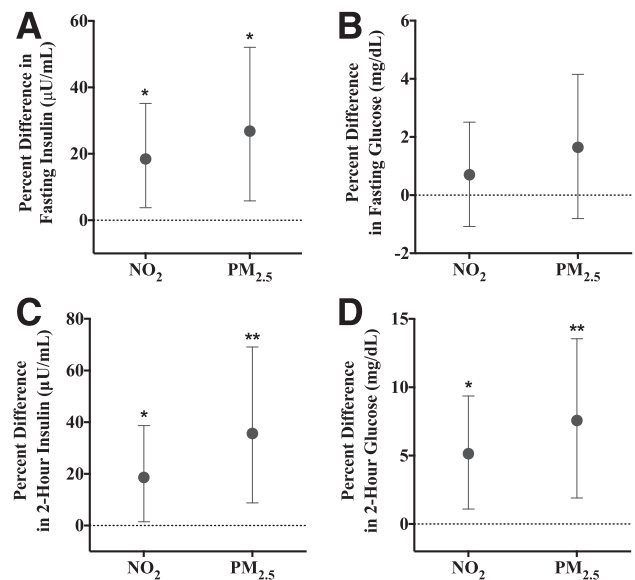 A
Percent Difference in
Fasting Insulin (μU/mL)
60
40
20
0
*
*
NO2
PM2.5
B
Percent Difference
in Fasting Glucose (mg/dL)
6
4
2
0
-2
NO2
PM2.5
C
Percent Difference
in 2-Hour Insulin (μU/mL)
80
60
40
20
0
*
**
NO2
PM2.5
D
Percent Difference
in 2-Hour Glucose (mg/dL)
15
10
5
0
*
**
NO2
PM2.5